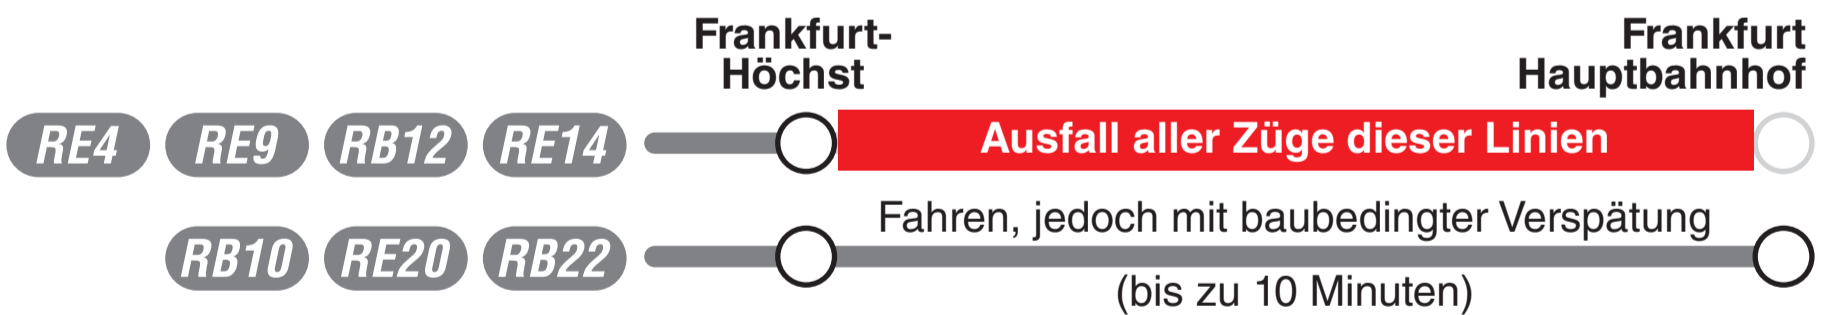 Frankfurt-
Höchst
Frankfurt
Hauptbahnhof
RE4 RE9 RB12 RE14
Ausfall aller Züge dieser Linien
RB10 RE20 RB22
Fahren, jedoch mit baubedingter Verspätung
(bis zu 10 Minuten)